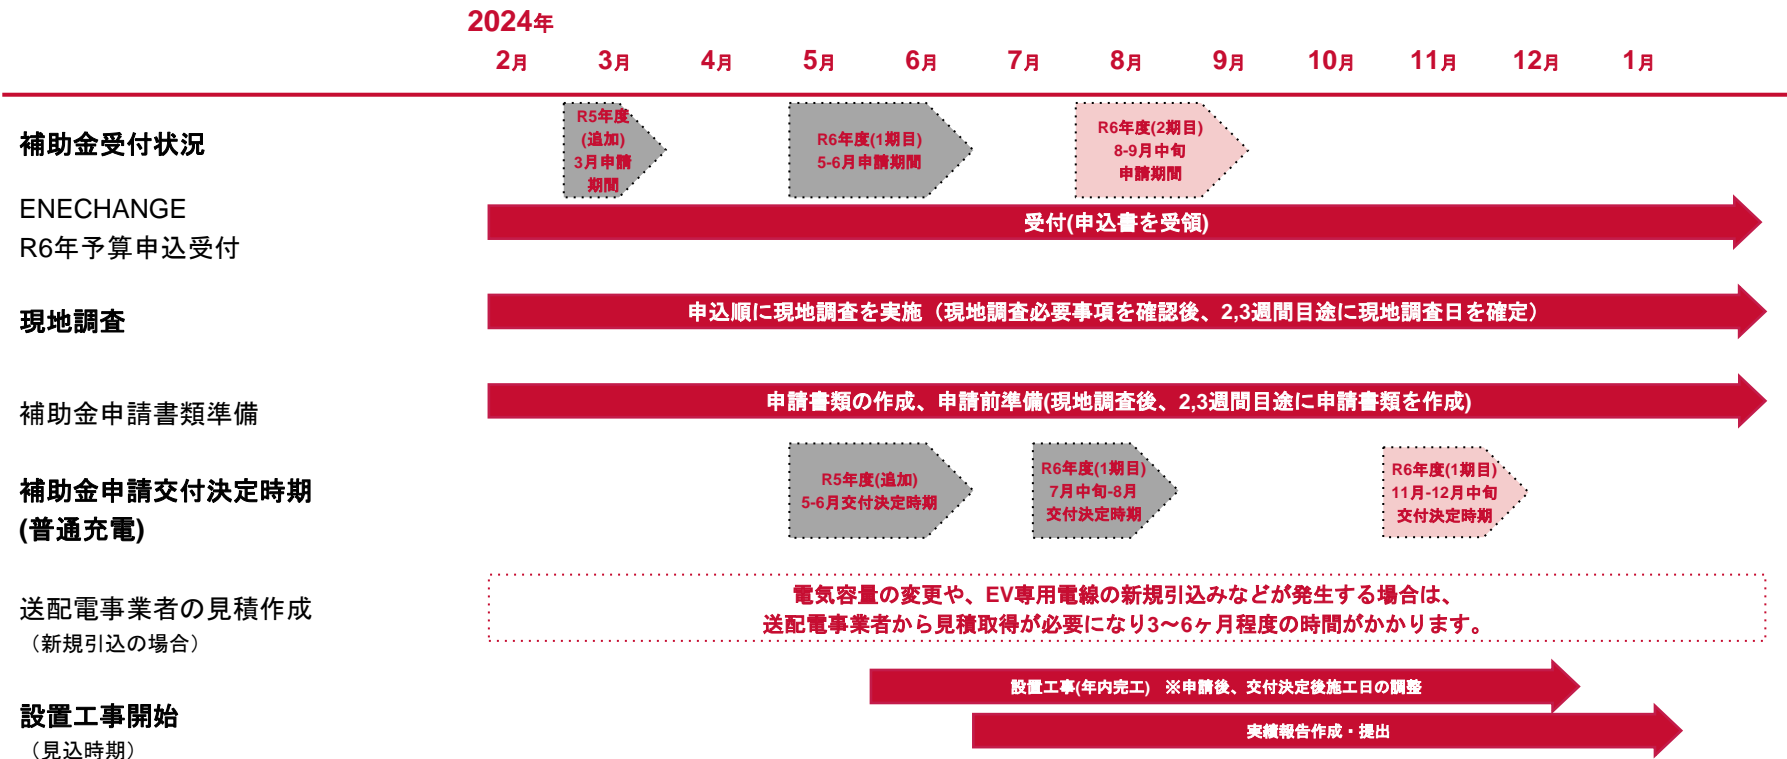 2024年
2月 3月 4月 5月 6月 7月 8月 9月 10月 11月 12月 1月
補助金受付状況
R5年度
(追加)
3月申請
期間
R6年度(1期目)
5-6月申請期間
R6年度(2期目)
8-9月中旬
申請期間
ENECHANGE
R6年予算申込受付
受付(申込書を受領)
現地調査
申込順に現地調査を実施（現地調査必要事項を確認後、2,3週間目途に現地調査日を確定）
補助金申請書類準備
申請書類の作成、申請前準備(現地調査後、2,3週間目途に申請書類を作成)
補助金申請交付決定時期
(普通充電)
R5年度(追加)
5-6月交付決定時期
R6年度(1期目)
7月中旬-8月
交付決定時期
R6年度(1期目)
11月-12月中旬
交付決定時期
送配電事業者の見積作成
（新規引込の場合）
電気容量の変更や、EV専用電線の新規引込みなどが発生する場合は、
送配電事業者から見積取得が必要になり3～6ヶ月程度の時間がかかります。
設置工事開始
（見込時期）
設置工事(年内完工)　※申請後、交付決定後施工日の調整
実績報告作成・提出